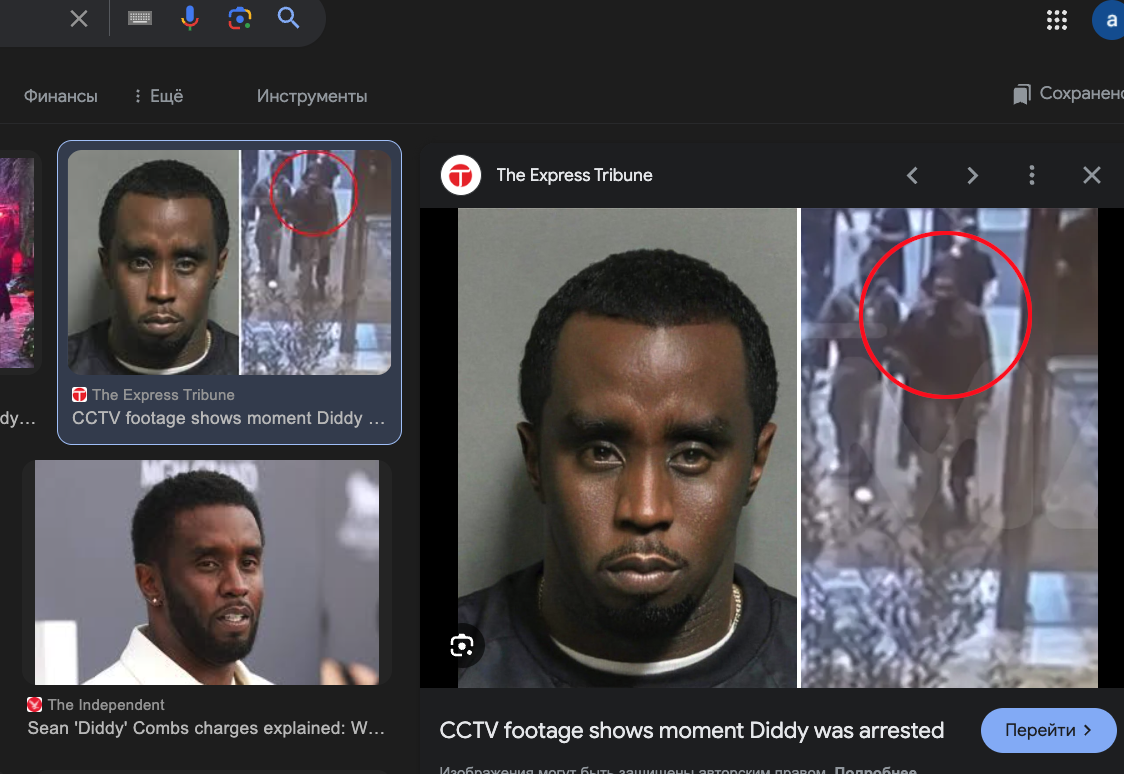 a
Финансы
Ещё
Инструменты
The Express Tribune
CCTV footage shows moment Diddy ...
dy...
The Independent
Sean 'Diddy' Combs charges explained: W...
The Express Tribune
CCTV footage shows moment Diddy was arrested
Перейти
Изображения могут быть защищены авторским правом. Подробнее